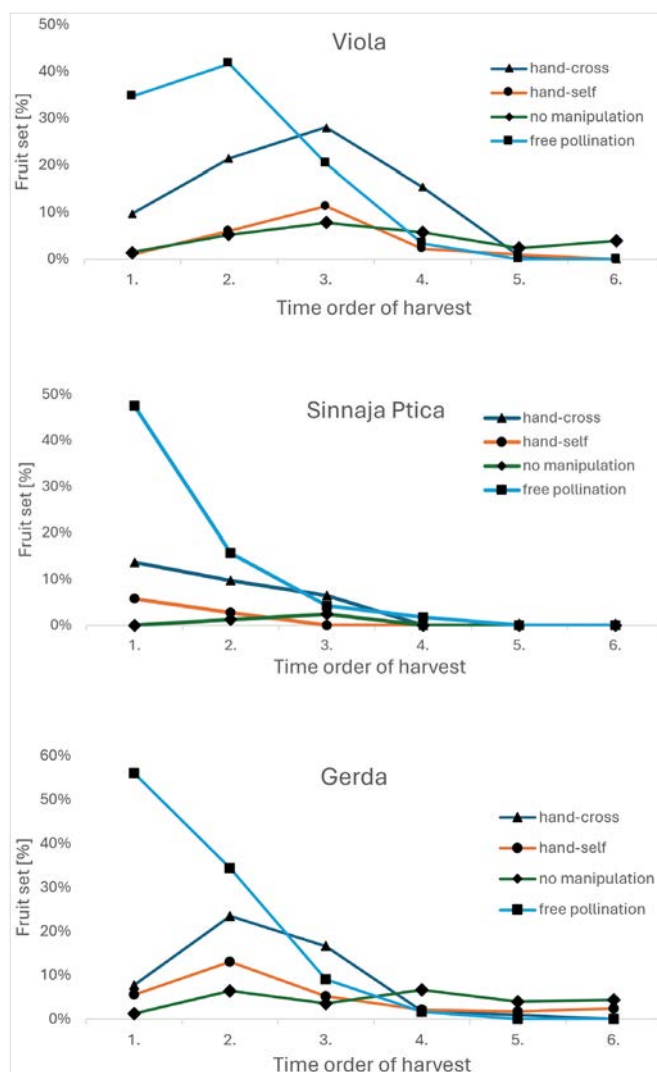 Viola
Fruit set [%]
50%
40%
30%
20%
10%
0%
hand-cross
hand-self
no manipulation
free pollination
1. 2. 3. 4. 5. 6.
Time order of harvest
Sinnaja Ptica
Fruit set [%]
50%
40%
30%
20%
10%
0%
hand-cross
hand-self
no manipulation
free pollination
1. 2. 3. 4. 5. 6.
Time order of harvest
Gerda
Fruit set [%]
60%
50%
40%
30%
20%
10%
0%
hand-cross
hand-self
no manipulation
free pollination
1. 2. 3. 4. 5. 6.
Time order of harvest